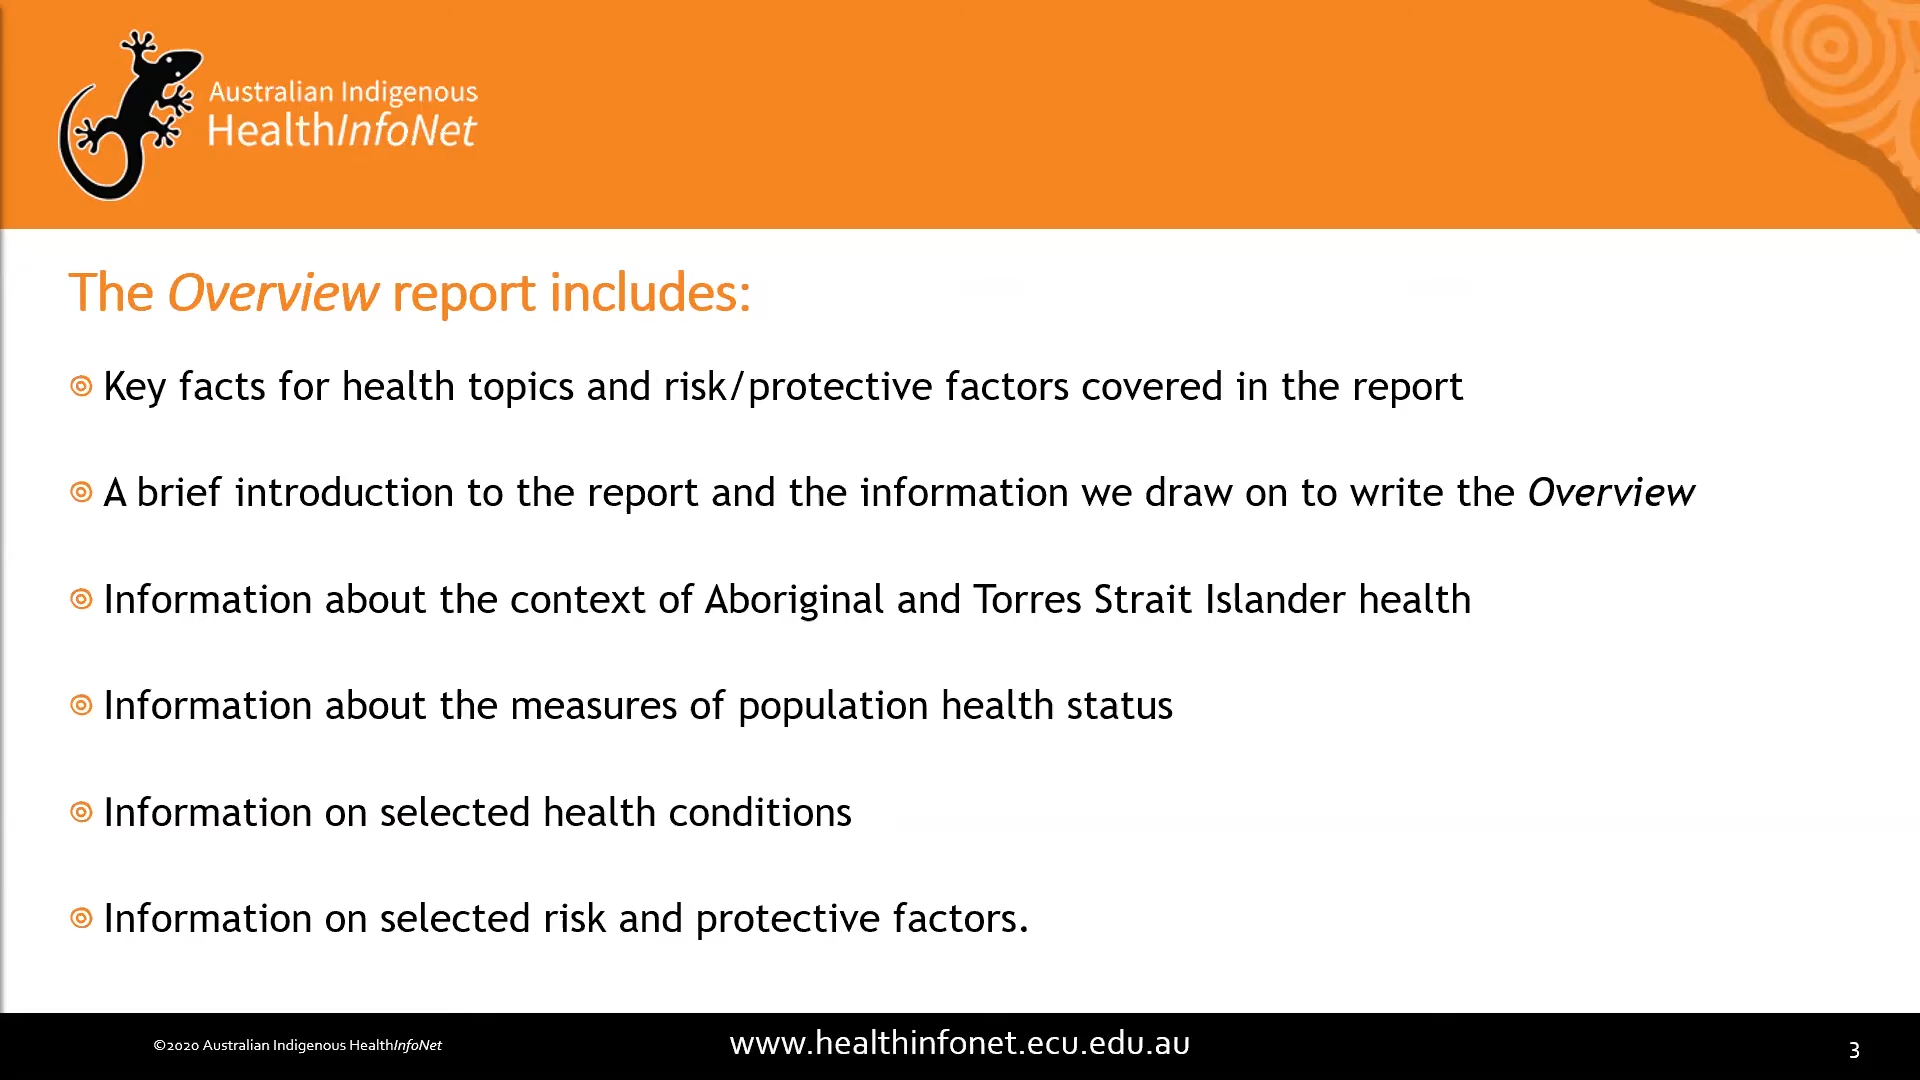 Australian Indigenous
HealthInfoNet
The Overview report includes:
Key facts for health topics and risk/protective factors covered in the report
A brief introduction to the report and the information we draw on to write the Overview
Information about the context of Aboriginal and Torres Strait Islander health
Information about the measures of population health status
Information on selected health conditions
Information on selected risk and protective factors.
©2020 Australian Indigenous HealthInfoNet
www.healthinfonet.ecu.edu.au
3